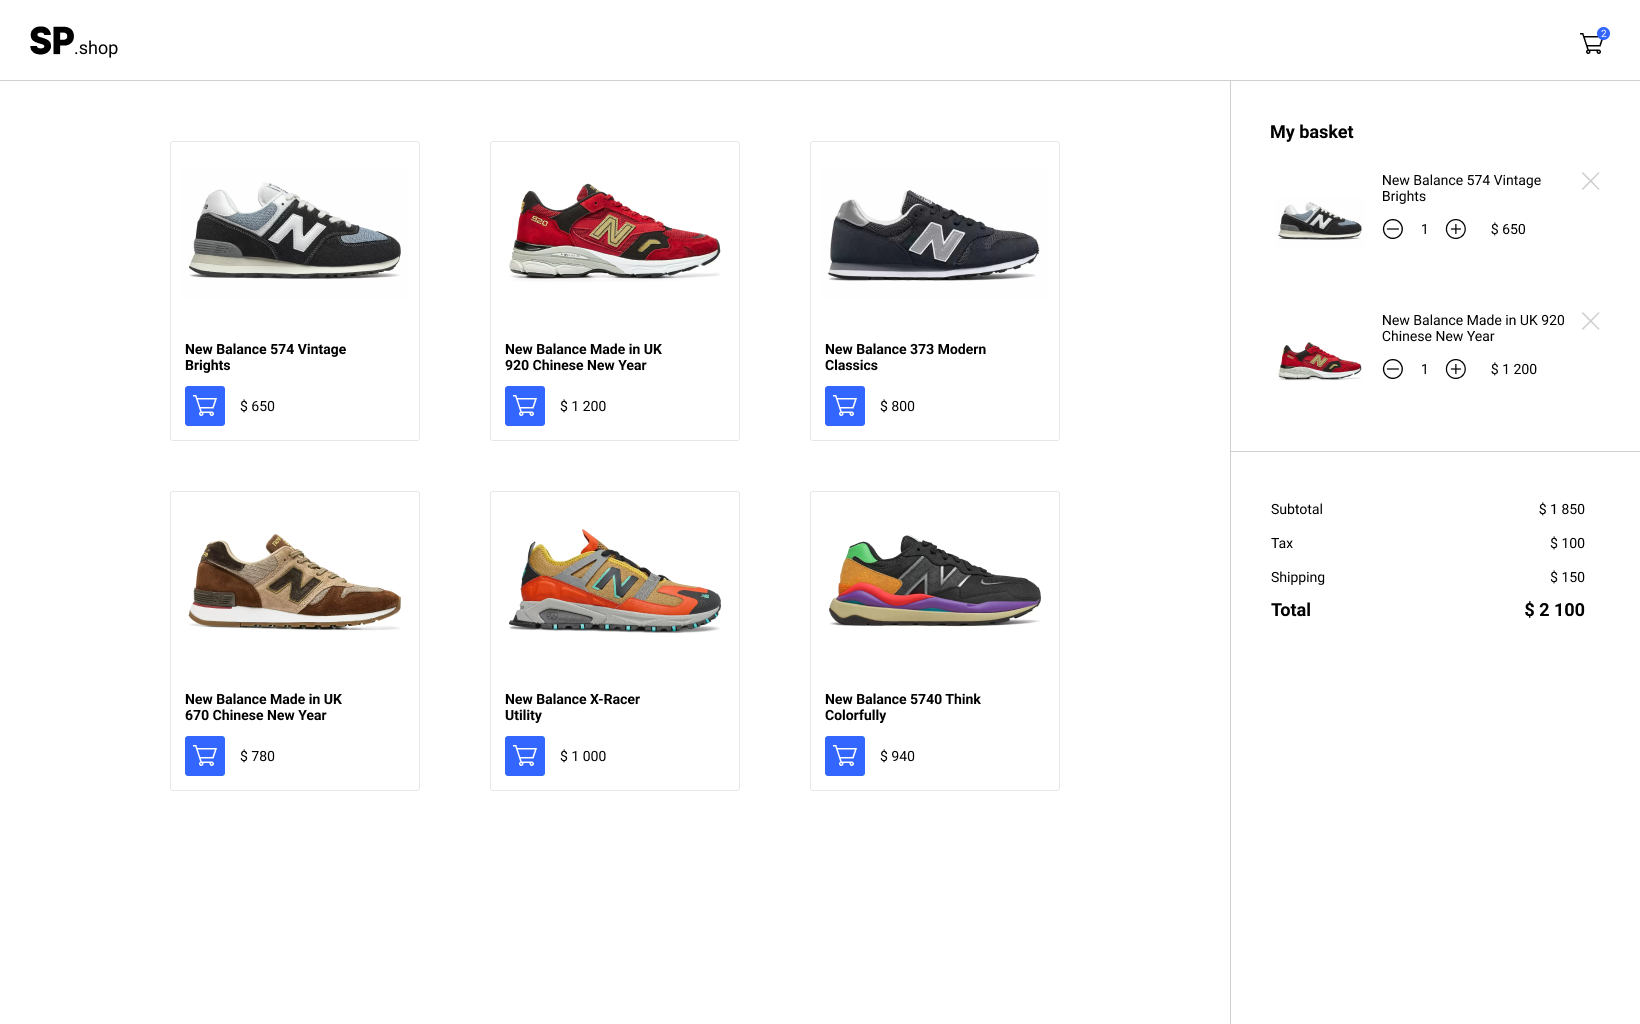 SP.shop
2
New Balance 574 Vintage
Brights
$ 650
New Balance Made in UK
920 Chinese New Year
$ 1 200
New Balance 373 Modern
Classics
$ 800
New Balance Made in UK
670 Chinese New Year
$ 780
New Balance X-Racer
Utility
$ 1 000
New Balance 5740 Think
Colorfully
$ 940
My basket
New Balance 574 Vintage
Brights
1 $ 650
New Balance Made in UK 920
Chinese New Year
1 $ 1 200
Subtotal $ 1 850
Tax $ 100
Shipping $ 150
Total $ 2 100